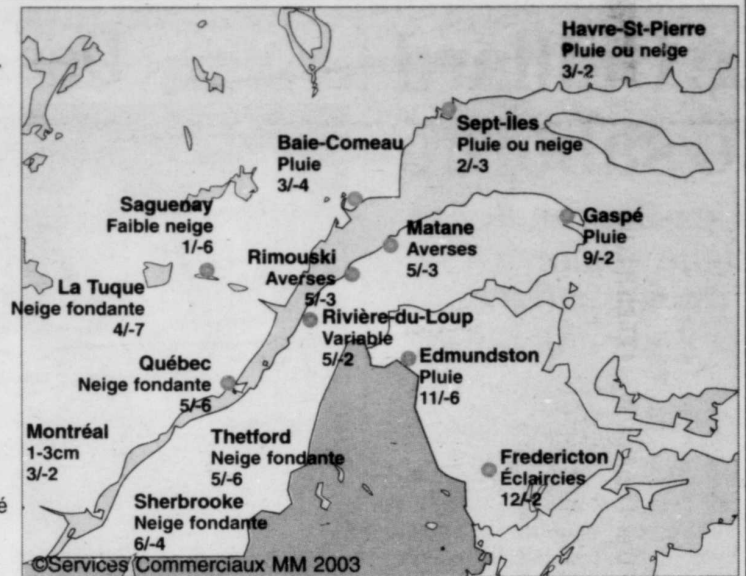 Havre-St-Pierre
Pluie ou neige
3/-2
Sept-Îles
Pluie ou neige
2/-3
Baie-Comeau
Pluie
3/-4
Saguenay
Faible neige
1/-6
Matane
Averses
5/-3
Gaspé
Pluie
9/-2
Rimouski
Averses
5/-3
La Tuque
Neige fondante
4/-7
Rivière-du-Loup
Variable
5/-2
Québec
Neige fondante
5/-6
Edmundston
Pluie
11/-6
Montréal
1-3cm
3/-2
Thetford
Neige fondante
5/-6
Fredericton
Éclaircies
12/-2
Sherbrooke
Neige fondante
6/-4
©Services Commerciaux MM 2003
é